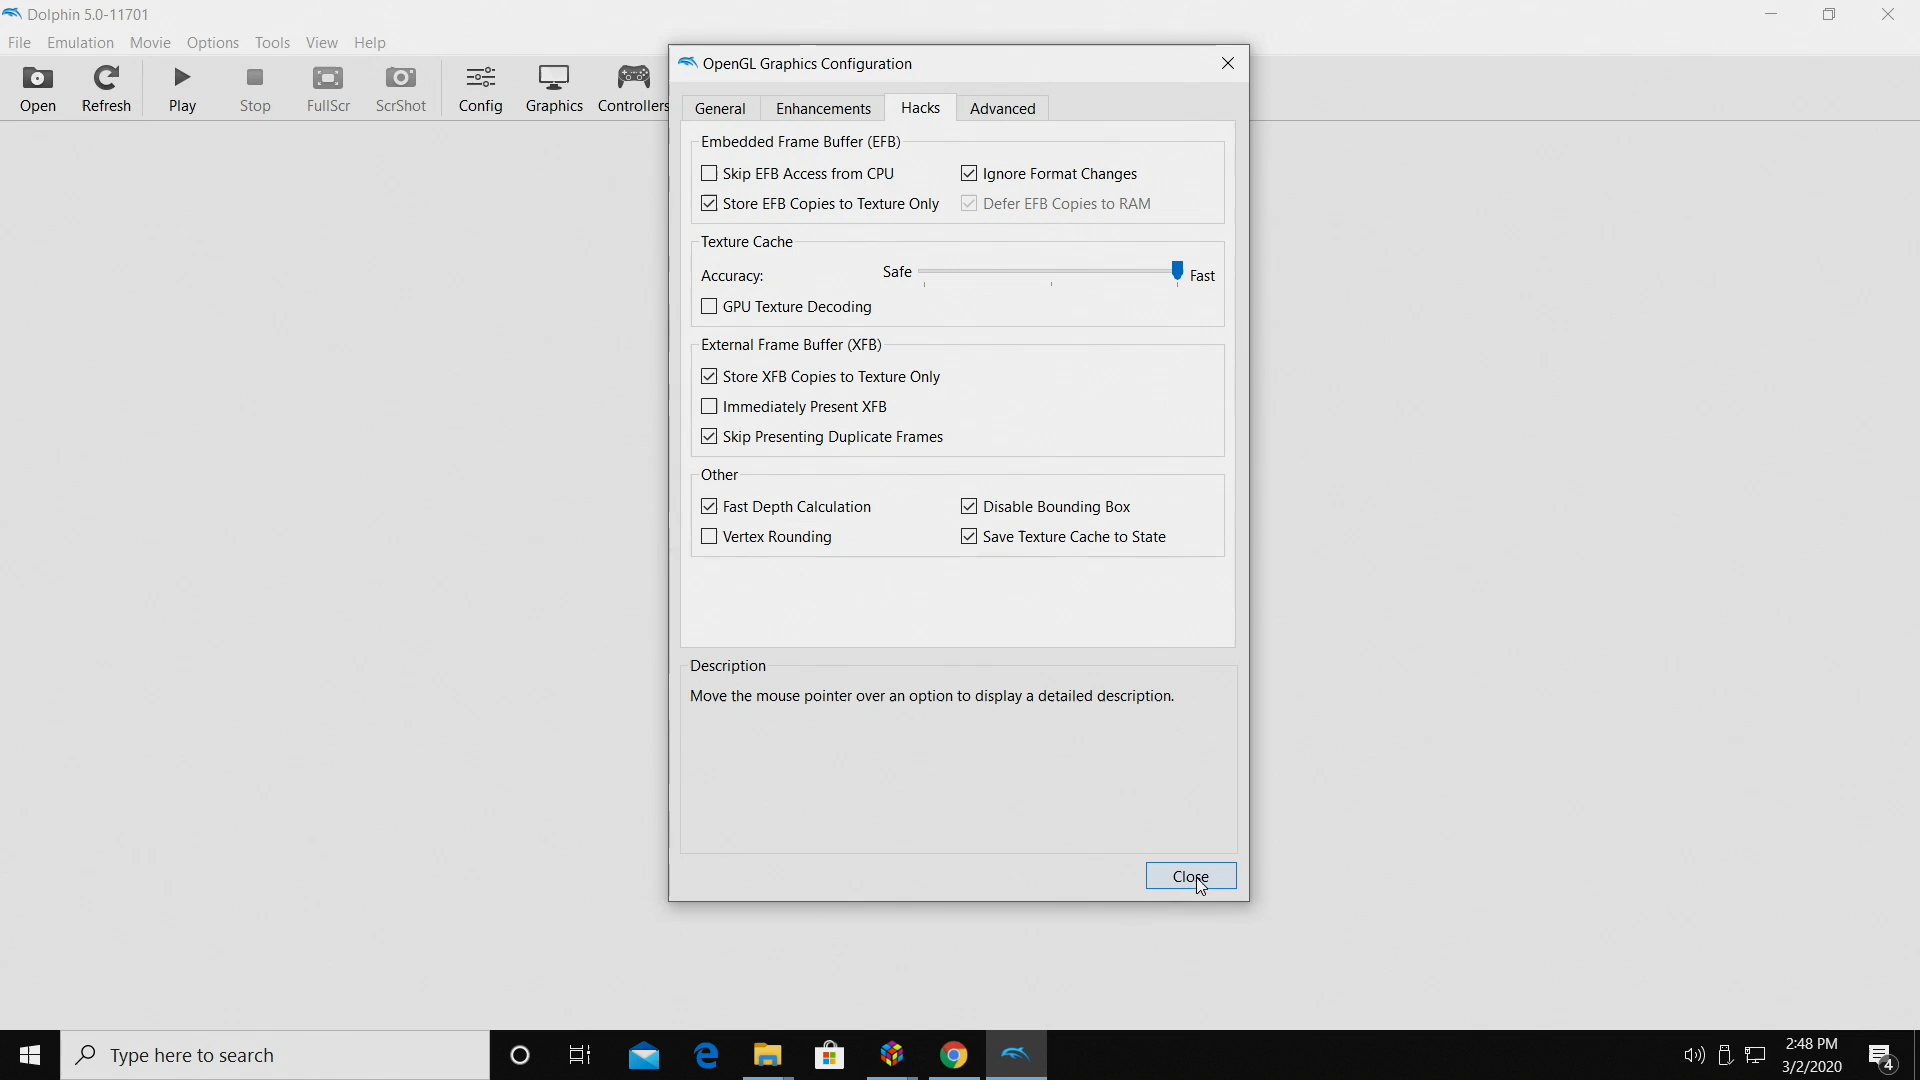 Dolphin 5.0-11701
File Emulation Movie Options Tools View Help
Open Refresh Play Stop FullScr ScrShot Config Graphics Controllers
OpenGL Graphics Configuration
General Enhancements Hacks Advanced
Embedded Frame Buffer (EFB)
Skip EFB Access from CPU Ignore Format Changes
Store EFB Copies to Texture Only Defer EFB Copies to RAM
Texture Cache
Accuracy: Safe Fast
GPU Texture Decoding
External Frame Buffer (XFB)
Store XFB Copies to Texture Only
Immediately Present XFB
Skip Presenting Duplicate Frames
Other
Fast Depth Calculation Disable Bounding Box
Vertex Rounding Save Texture Cache to State
Description
Move the mouse pointer over an option to display a detailed description.
Close
Type here to search
2:48 PM
3/2/2020
4